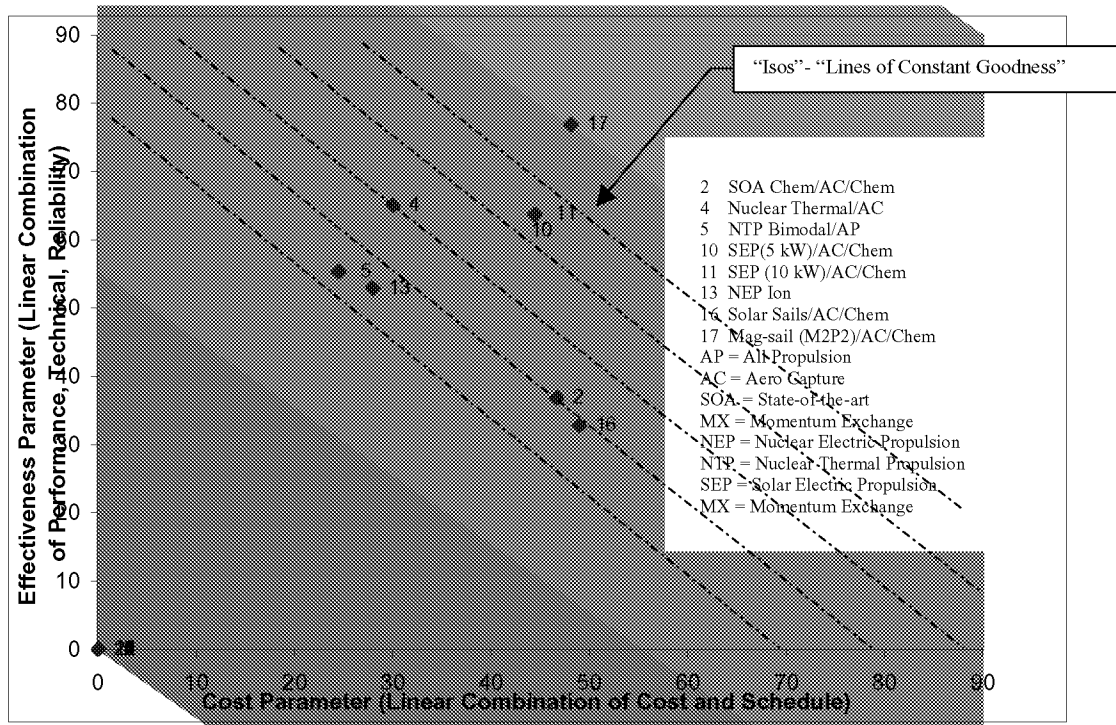 90
80
70
60
50
40
30
20
10
0
Effectiveness Parameter (Linear Combination
of Performance, Technical, Reliability)
"Isos"- "Lines of Constant Goodness"
17
4
11
10
5
13
2
16
2 SOA Chem/AC/Chem
4 Nuclear Thermal/AC
5 NTP Bimodal/AP
10 SEP(5 kW)/AC/Chem
11 SEP (10 kW)/AC/Chem
13 NEP Ion
16 Solar Sails/AC/Chem
17 Mag-sail (M2P2)/AC/Chem
AP = All Propulsion
AC = Aero Capture
SOA = State-of-the-art
MX = Momentum Exchange
NEP = Nuclear Electric Propulsion
NTP = Nuclear Thermal Propulsion
SEP = Solar Electric Propulsion
MX = Momentum Exchange
0 10 20 30 40 50 60 70 80 90
Cost Parameter (Linear Combination of Cost and Schedule)